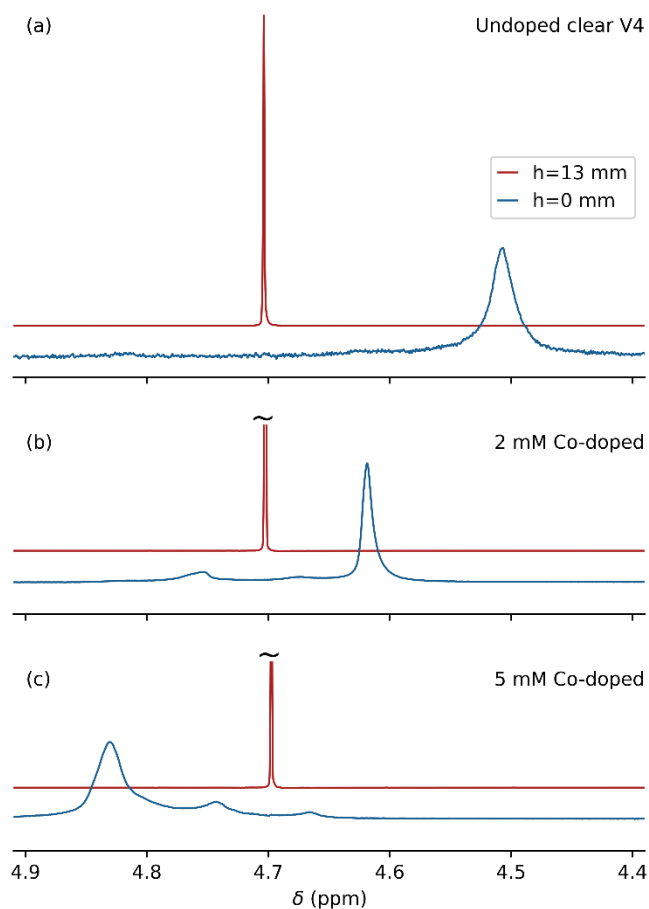 (a) Undoped clear V4
h=13 mm
h=0 mm
~
(b) 2 mM Co-doped
~
(c) 5 mM Co-doped
4.9 4.8 4.7 4.6 4.5 4.4
δ (ppm)